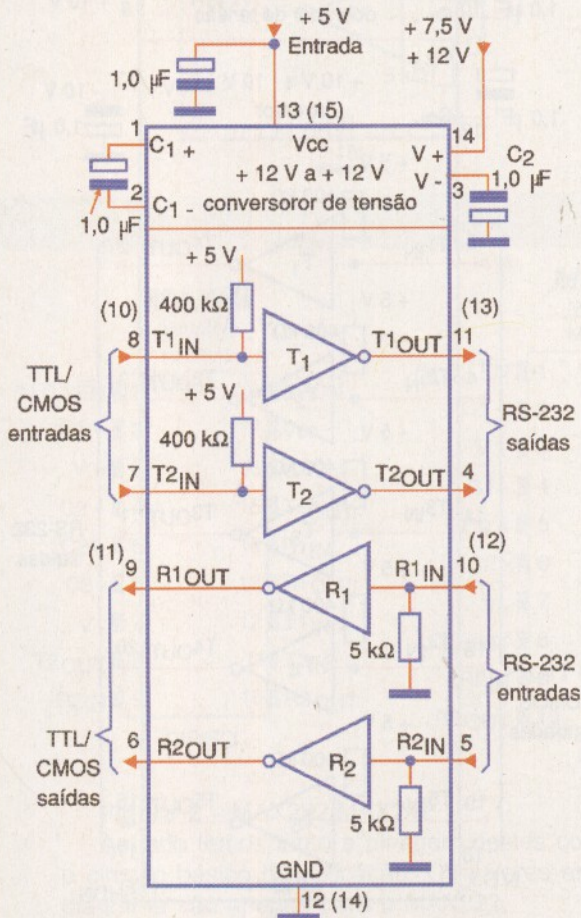 + 5 V
Entrada
+ 7,5 V
+ 12 V
1,0 µF
13 (15)
1
C1 +
Vcc
14
V +
C2
+ 12 V a + 12 V
V -
3
1,0 µF
2
C1 -
conversoror de tensão
1,0 µF
+ 5 V
(10)
400 kΩ
(13)
8
T1IN
T1
T1OUT
11
TTL/
CMOS
entradas
+ 5 V
400 kΩ
RS-232
saídas
7
T2IN
T2
T2OUT
4
(11)
(12)
9
R1OUT
R1
R1IN
10
5 kΩ
RS-232
entradas
TTL/
CMOS
saídas
6
R2OUT
R2
R2IN
5
5 kΩ
GND
12 (14)